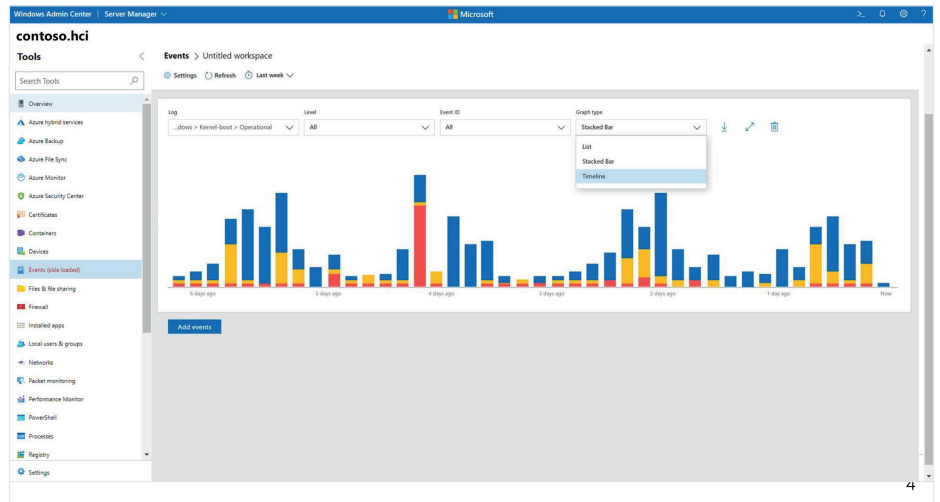 Windows Admin Center | Server Manager
Microsoft
contoso.hci
Tools
Search Tools
Overview
Azure hybrid services
Azure Backup
Azure File Sync
Azure Monitor
Azure Security Center
Certificates
Containers
Devices
Events (side loaded)
Files & file sharing
Firewall
Installed apps
Local users & groups
Networks
Packet monitoring
Performance Monitor
PowerShell
Processes
Registry
Settings
Events > Untitled workspace
Settings Refresh Last week
Log Level Event ID Graph type
...dows > Kernel-boot > Operational All All Stacked Bar
List
Stacked Bar
Timeline
6 days ago 5 days ago 4 days ago 3 days ago 2 days ago 1 day ago Now
Add events
4